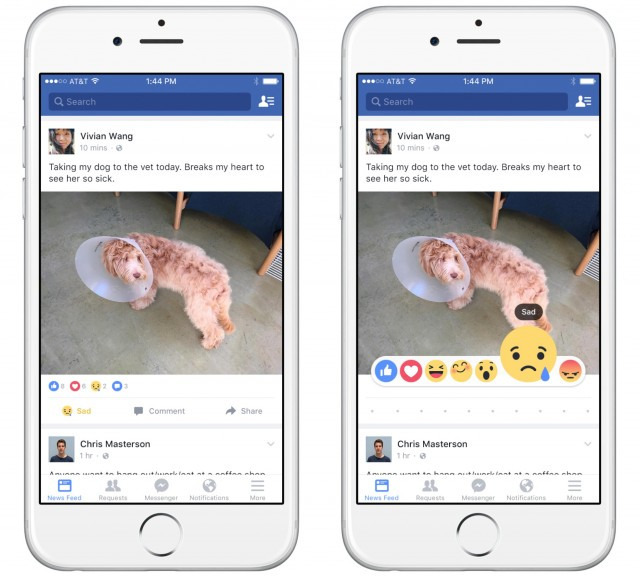 ●●●○○ AT&T 1:44 PM
Search
Vivian Wang
10 mins ·
Taking my dog to the vet today. Breaks my heart to
see her so sick.
8 6 2 3
Sad Comment Share
Chris Masterson
1 hr ·
Anyone want to hang out/work/eat at a coffee shop
News Feed Requests Messenger Notifications More
●●●○○ AT&T 1:44 PM
Search
Vivian Wang
10 mins ·
Taking my dog to the vet today. Breaks my heart to
see her so sick.
Sad
Chris Masterson
1 hr ·
Anyone want to hang out/work/eat at a coffee shop
News Feed Requests Messenger Notifications More